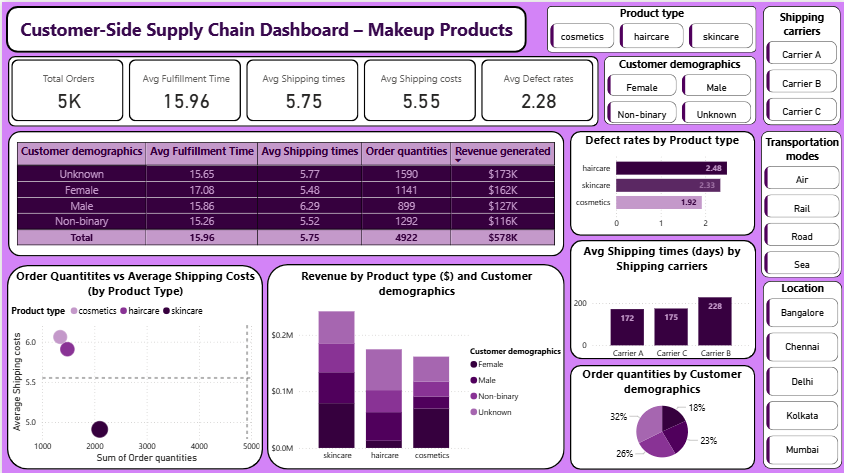 Customer-Side Supply Chain Dashboard – Makeup Products
Product type
cosmetics haircare skincare
Shipping
carriers
Carrier A
Carrier B
Carrier C
Total Orders
5K
Avg Fulfillment Time
15.96
Avg Shipping times
5.75
Avg Shipping costs
5.55
Avg Defect rates
2.28
Customer demographics
Female Male
Non-binary Unknown
Customer demographics Avg Fulfillment Time Avg Shipping times Order quantities Revenue generated
Unknown 15.65 5.77 1590 $173K
Female 17.08 5.48 1141 $162K
Male 15.86 6.29 899 $127K
Non-binary 15.26 5.52 1292 $116K
Total 15.96 5.75 4922 $578K
Defect rates by Product type
haircare 2.48
skincare 2.33
cosmetics 1.92
0 1 2
Transportation
modes
Air
Rail
Road
Sea
Order Quantitites vs Average Shipping Costs
(by Product Type)
Product type cosmetics haircare skincare
Average Shipping costs
6.0
5.5
5.0
1000 2000 3000 4000 5000
Sum of Order quantities
Revenue by Product type ($) and Customer
demographics
$0.2M
$0.1M
$0.0M
skincare haircare cosmetics
Customer demographics
Female
Male
Non-binary
Unknown
Avg Shipping times (days) by
Shipping carriers
200
0
172 175 228
Carrier A Carrier C Carrier B
Location
Bangalore
Chennai
Delhi
Kolkata
Mumbai
Order quantities by Customer
demographics
32% 18%
26% 23%